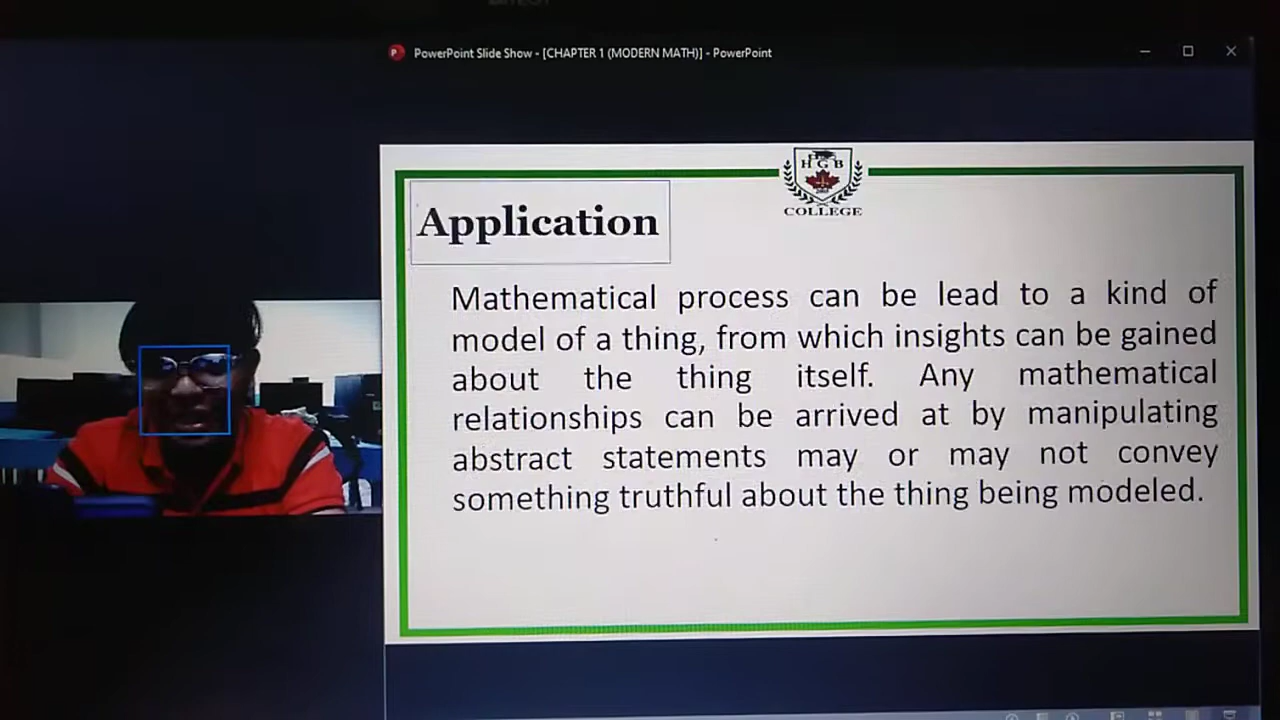 PowerPoint Slide Show - [CHAPTER 1 (MODERN MATH)] - PowerPoint
H G B
COLLEGE
Application
Mathematical process can be lead to a kind of
model of a thing, from which insights can be gained
about the thing itself. Any mathematical
relationships can be arrived at by manipulating
abstract statements may or may not convey
something truthful about the thing being modeled.